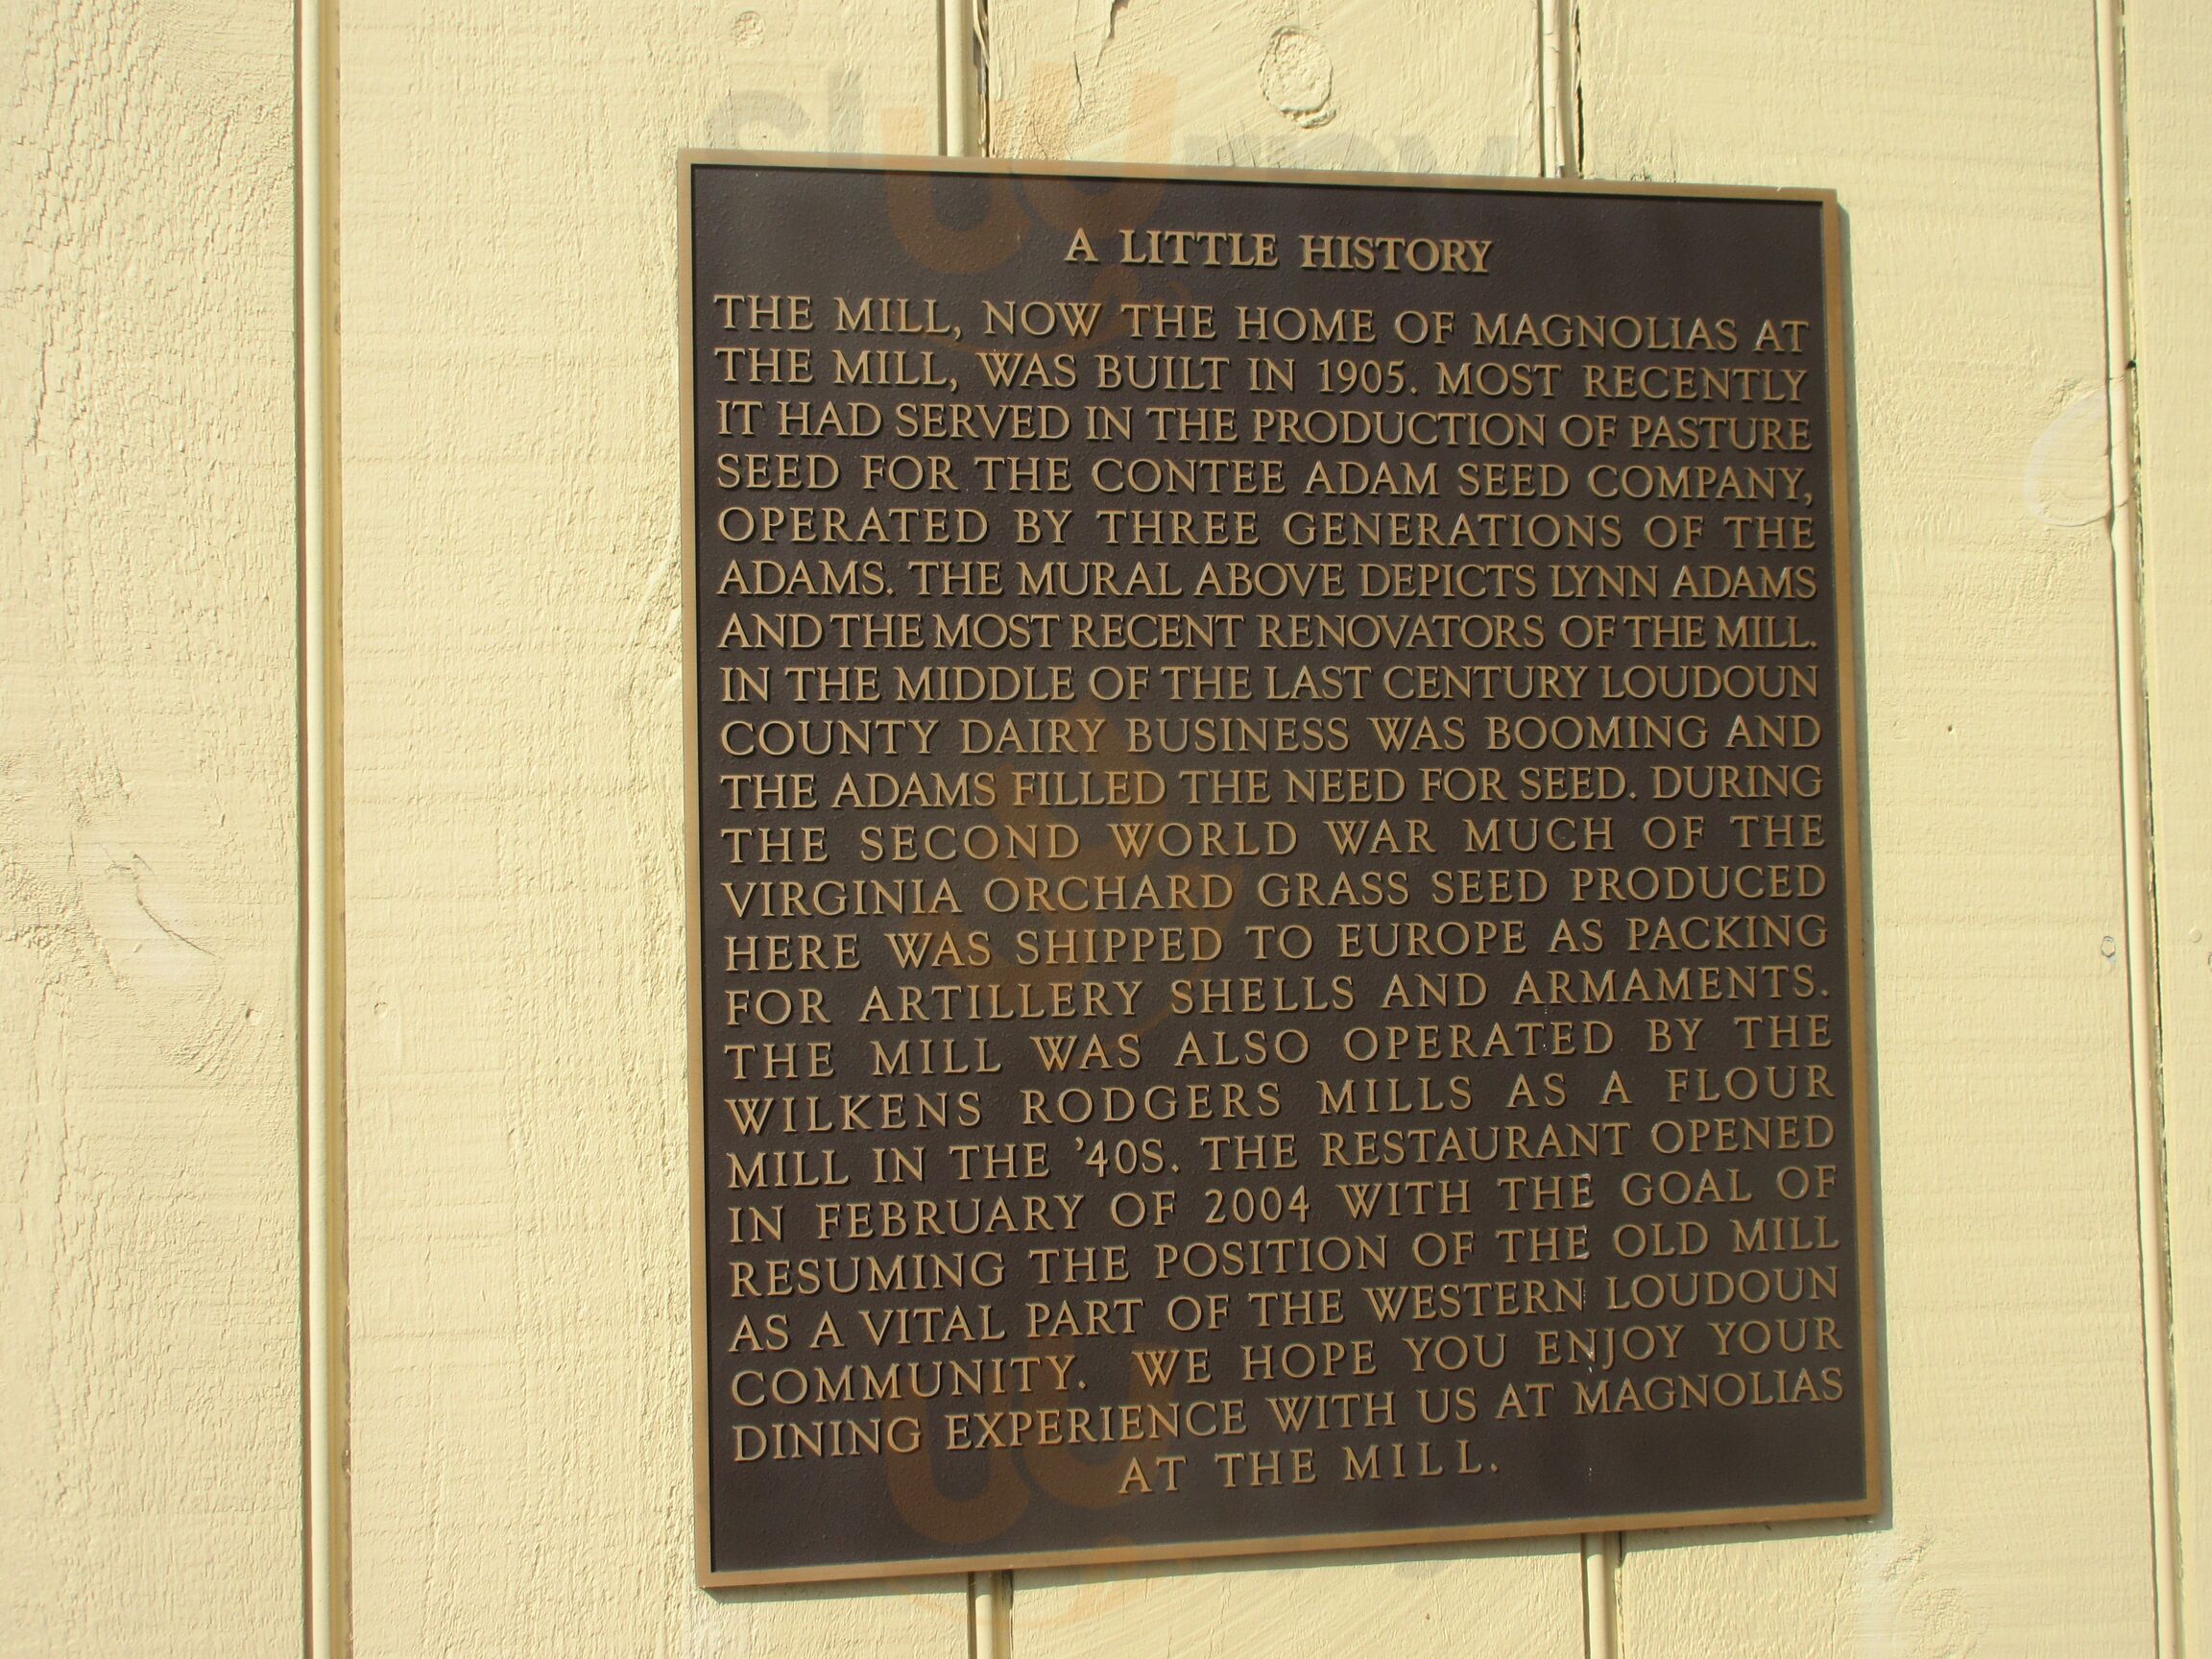 A LITTLE HISTORY
THE MILL, NOW THE HOME OF MAGNOLIAS AT
THE MILL, WAS BUILT IN 1905. MOST RECENTLY
IT HAD SERVED IN THE PRODUCTION OF PASTURE
SEED FOR THE CONTEE ADAM SEED COMPANY,
OPERATED BY THREE GENERATIONS OF THE
ADAMS. THE MURAL ABOVE DEPICTS LYNN ADAMS
AND THE MOST RECENT RENOVATORS OF THE MILL.
IN THE MIDDLE OF THE LAST CENTURY LOUDOUN
COUNTY DAIRY BUSINESS WAS BOOMING AND
THE ADAMS FILLED THE NEED FOR SEED. DURING
THE SECOND WORLD WAR MUCH OF THE
VIRGINIA ORCHARD GRASS SEED PRODUCED
HERE WAS SHIPPED TO EUROPE AS PACKING
FOR ARTILLERY SHELLS AND ARMAMENTS.
THE MILL WAS ALSO OPERATED BY THE
WILKENS RODGERS MILLS AS A FLOUR
MILL IN THE '40S. THE RESTAURANT OPENED
IN FEBRUARY OF 2004 WITH THE GOAL OF
RESUMING THE POSITION OF THE OLD MILL
AS A VITAL PART OF THE WESTERN LOUDOUN
COMMUNITY. WE HOPE YOU ENJOY YOUR
DINING EXPERIENCE WITH US AT MAGNOLIAS
AT THE MILL.